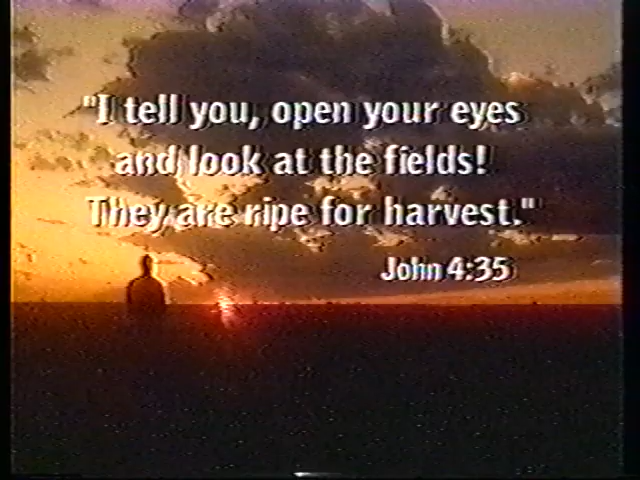 "I tell you, open your eyes
and look at the fields!
They are ripe for harvest."
John 4:35